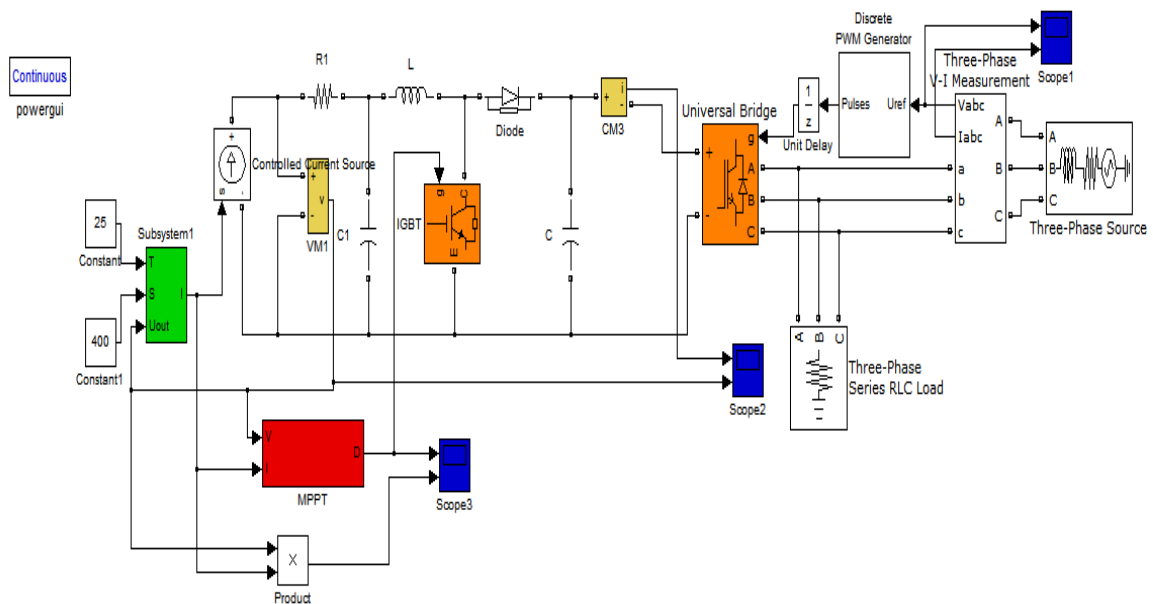 Continuous
powergui
R1
L
Diode
CM3
+
i
-
Universal Bridge
g
+
-
A
B
C
Discrete
PWM Generator
Pulses
Uref
1
z
Unit Delay
Three-Phase
V-I Measurement
Vabc
Iabc
a
b
c
A
B
C
Scope1
A
B
C
Three-Phase Source
+
s
-
Controlled Current Source
+
v
-
VM1
C1
IGBT
g
C
E
C
25
Constant
400
Constant1
Subsystem1
T
S
Uout
I
A
B
C
Three-Phase
Series RLC Load
Scope2
V
I
D
MPPT
Scope3
X
Product